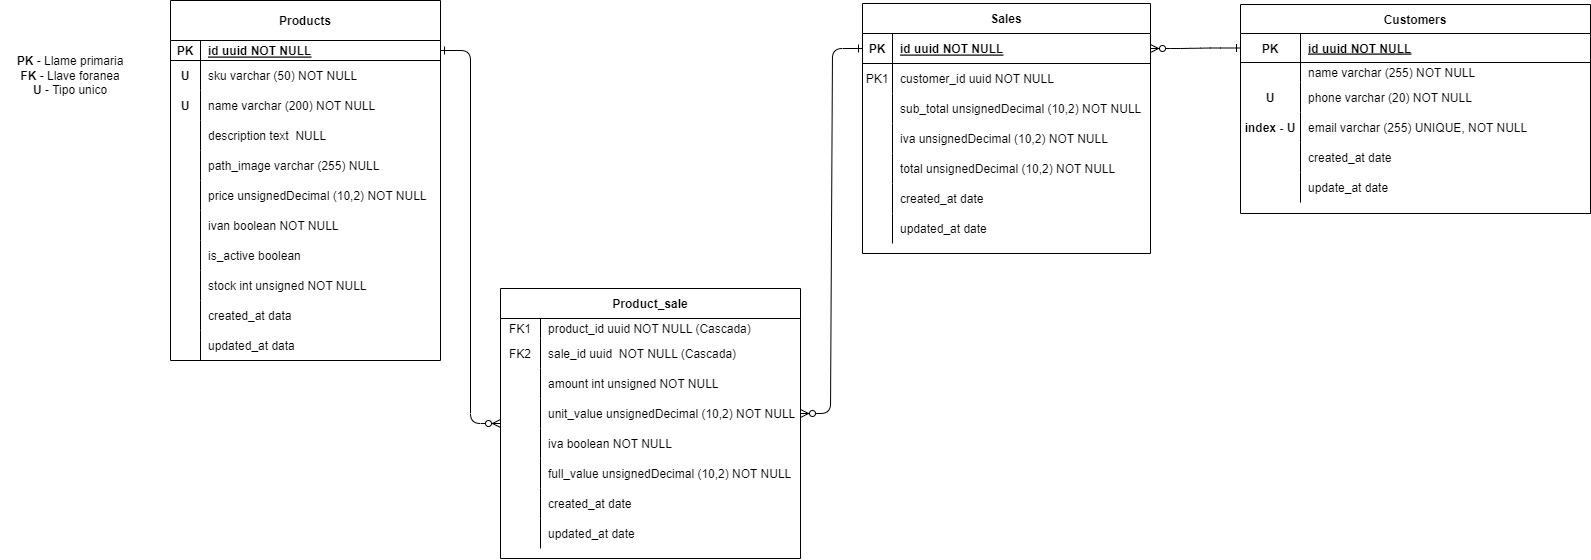 PK - Llame primaria
FK - Llave foranea
U - Tipo unico
Products
PK id uuid NOT NULL
U sku varchar (50) NOT NULL
U name varchar (200) NOT NULL
description text NULL
path_image varchar (255) NULL
price unsignedDecimal (10,2) NOT NULL
ivan boolean NOT NULL
is_active boolean
stock int unsigned NOT NULL
created_at data
updated_at data
Product_sale
FK1 product_id uuid NOT NULL (Cascada)
FK2 sale_id uuid NOT NULL (Cascada)
amount int unsigned NOT NULL
unit_value unsignedDecimal (10,2) NOT NULL
iva boolean NOT NULL
full_value unsignedDecimal (10,2) NOT NULL
created_at date
updated_at date
Sales
PK id uuid NOT NULL
PK1 customer_id uuid NOT NULL
sub_total unsignedDecimal (10,2) NOT NULL
iva unsignedDecimal (10,2) NOT NULL
total unsignedDecimal (10,2) NOT NULL
created_at date
updated_at date
Customers
PK id uuid NOT NULL
name varchar (255) NOT NULL
U phone varchar (20) NOT NULL
index - U email varchar (255) UNIQUE, NOT NULL
created_at date
update_at date